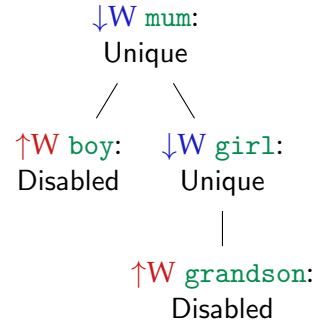 ↓W mum:
Unique
↑W boy: ↓W girl:
Disabled Unique
↑W grandson:
Disabled